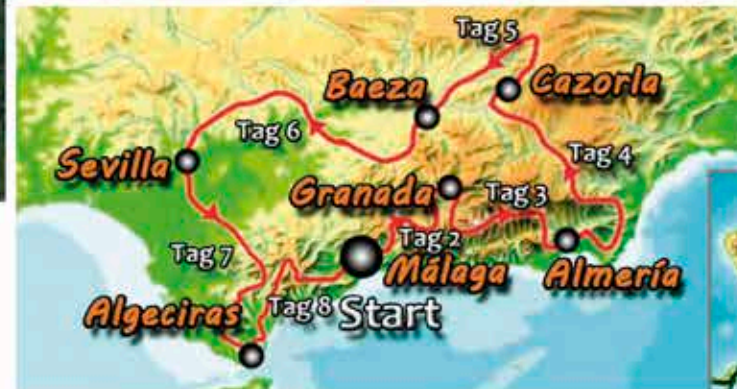 Tag 5
Baeza
Cazorla
Tag 6
Sevilla
Tag 4
Granada
Tag 3
Tag 2
Tag 7
Málaga
Almería
Algeciras
Tag 8
Start